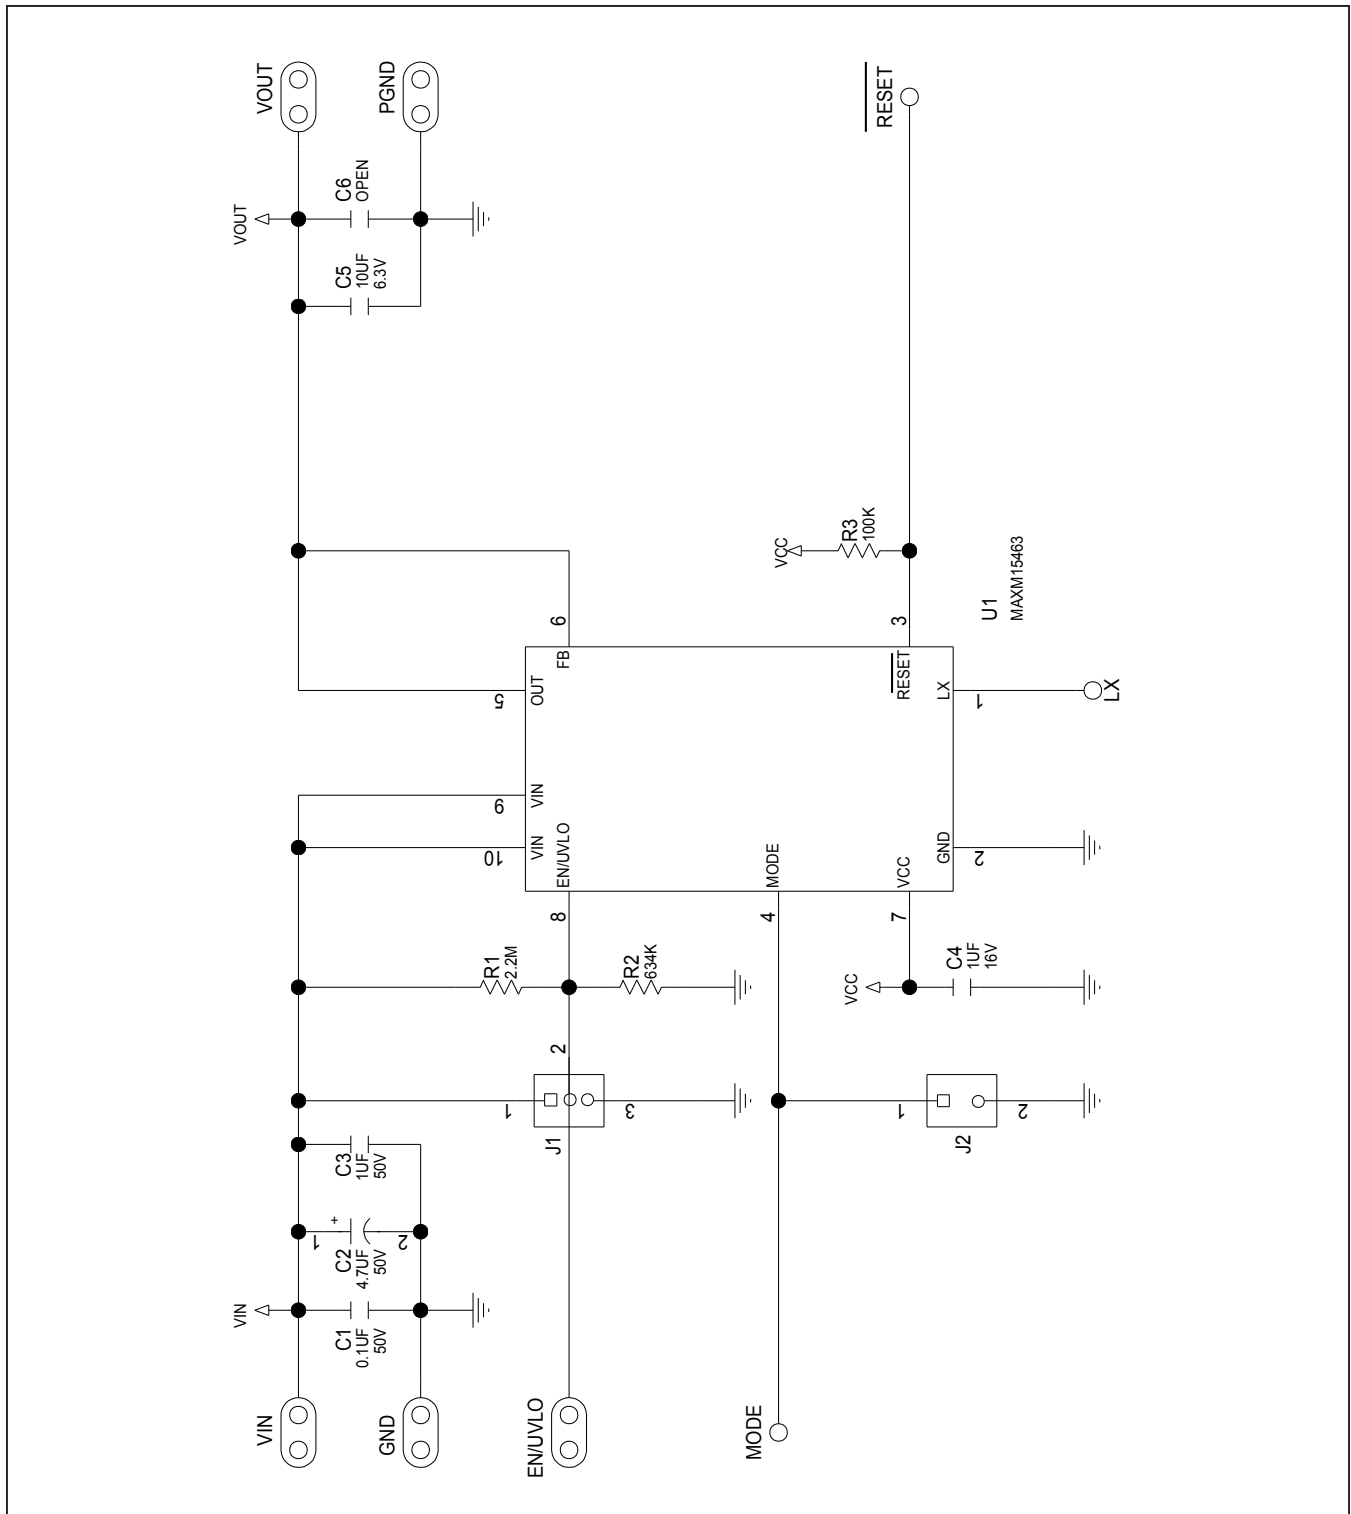 VOUT
PGND
VOUT
C6
OPEN
C5
10UF
6.3V
RESET
VCC
R3
100K
6
3
U1
MAXM15463
5
OUT
FB
RESET
LX
1
LX
9
VIN
10
VIN
EN/UVLO
MODE
VCC
GND
2
8
4
7
R1
2.2M
R2
634K
VCC
C4
1UF
16V
2
1
3
J1
1
2
J2
C3
1UF
50V
1
+
2
C2
4.7UF
50V
VIN
C1
0.1UF
50V
VIN
GND
EN/UVLO
MODE